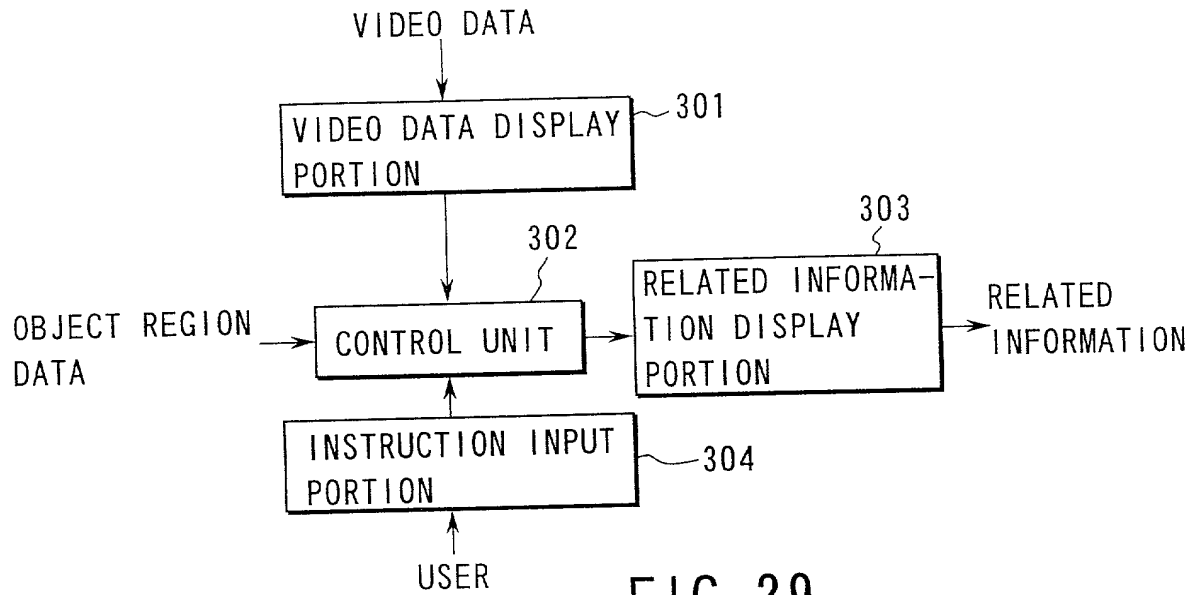 VIDEO DATA
VIDEO DATA DISPLAY
PORTION
301
302
303
OBJECT REGION
DATA
CONTROL UNIT
RELATED INFORMA-
TION DISPLAY
PORTION
RELATED
INFORMATION
INSTRUCTION INPUT
PORTION
304
USER